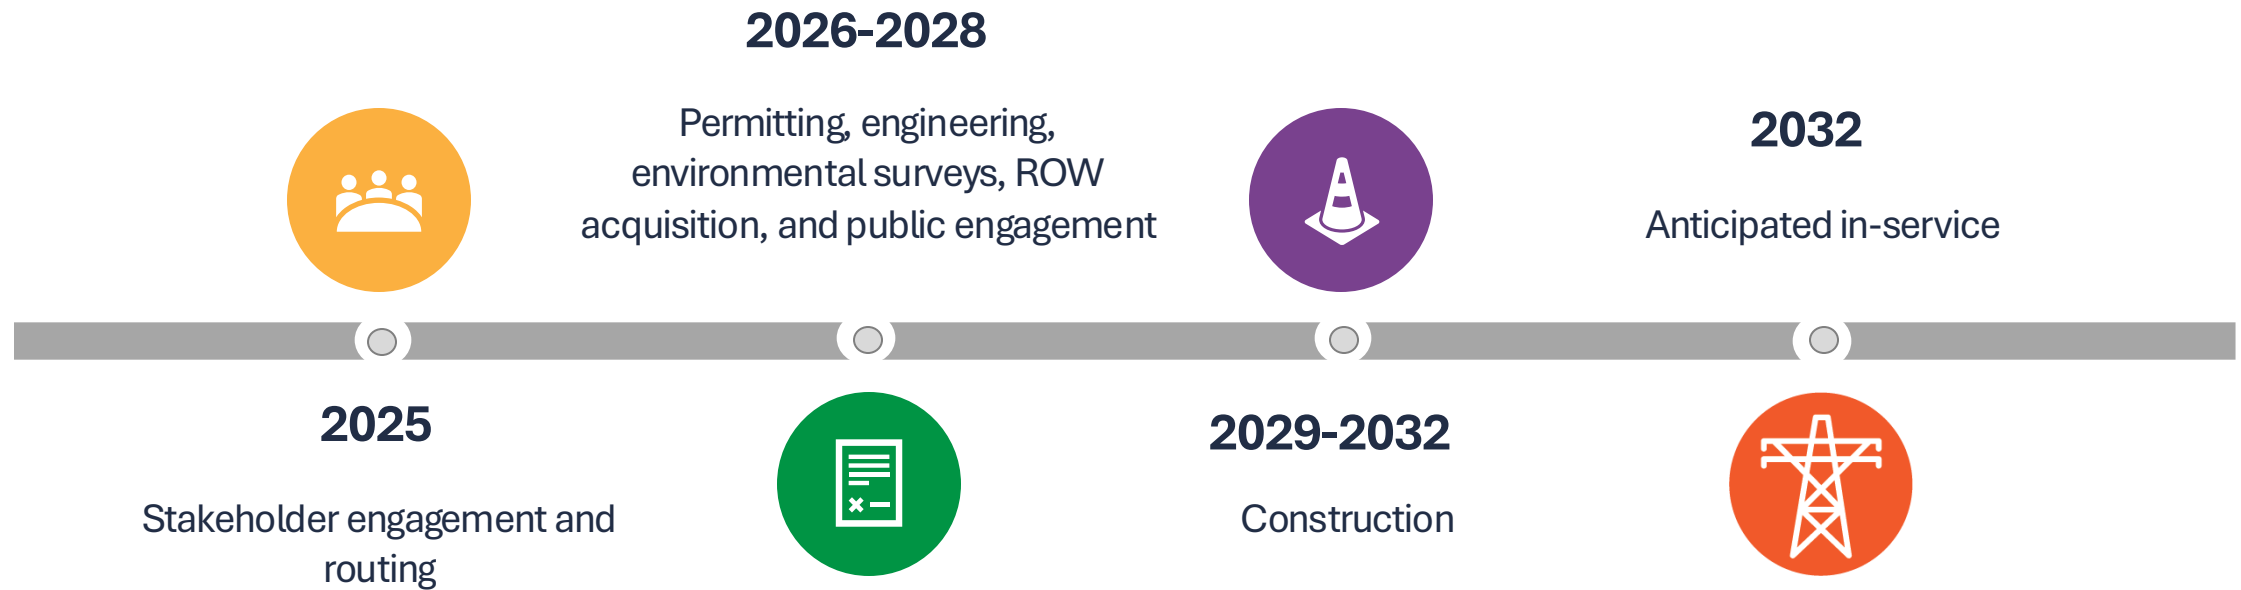 2025
Stakeholder engagement and
routing
2026-2028
Permitting, engineering,
environmental surveys, ROW
acquisition, and public engagement
2029-2032
Construction
2032
Anticipated in-service